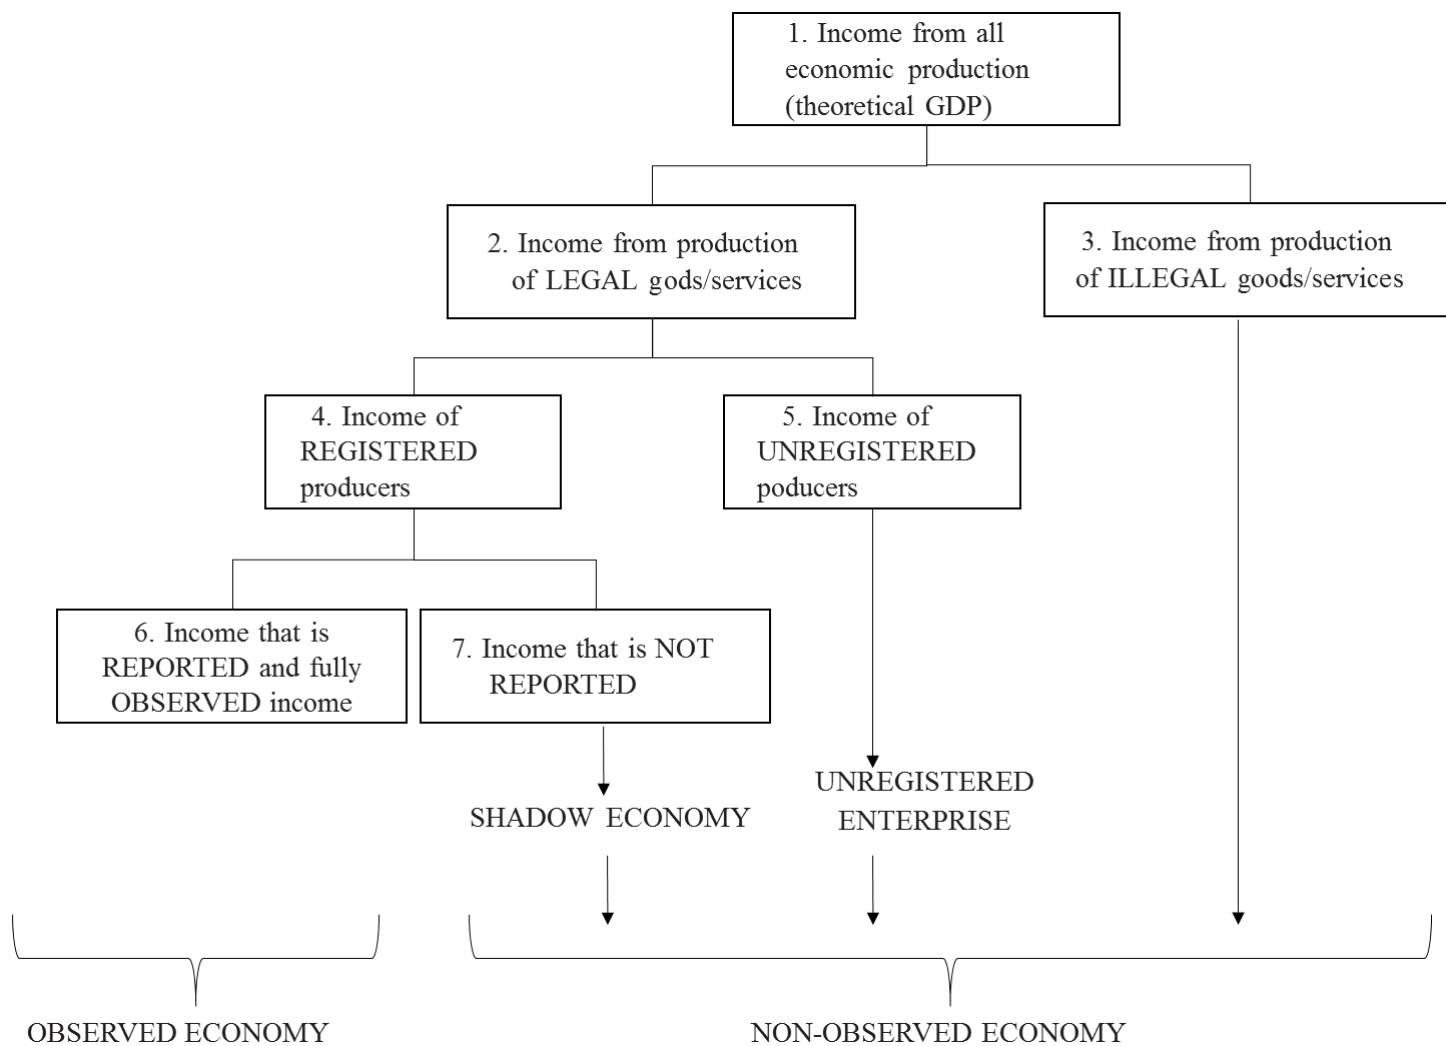 1. Income from all
economic production
(theoretical GDP)
2. Income from production
of LEGAL gods/services
3. Income from production
of ILLEGAL goods/services
4. Income of
REGISTERED
producers
5. Income of
UNREGISTERED
poducers
6. Income that is
REPORTED and fully
OBSERVED income
7. Income that is NOT
REPORTED
SHADOW ECONOMY
UNREGISTERED
ENTERPRISE
OBSERVED ECONOMY
NON-OBSERVED ECONOMY